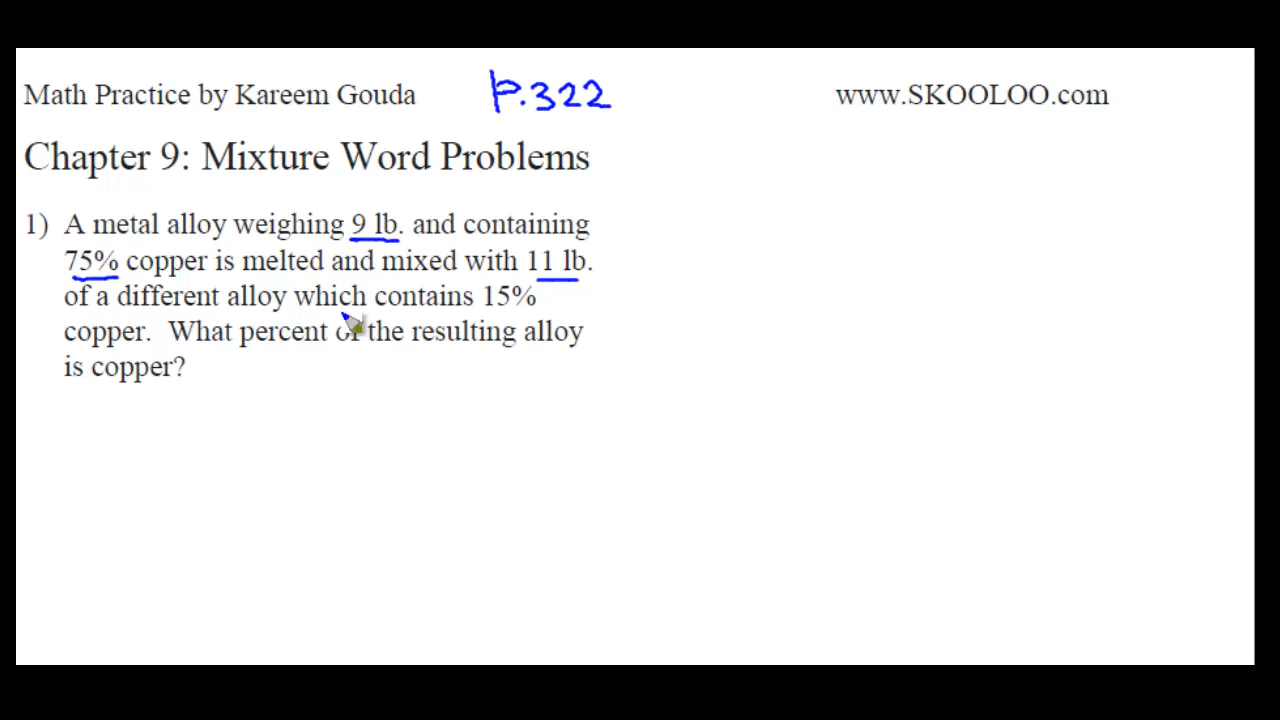 Math Practice by Kareem Gouda P.322 www.SKOOLOO.com
Chapter 9: Mixture Word Problems
1) A metal alloy weighing 9 lb. and containing
75% copper is melted and mixed with 11 lb.
of a different alloy which contains 15%
copper. What percent of the resulting alloy
is copper?